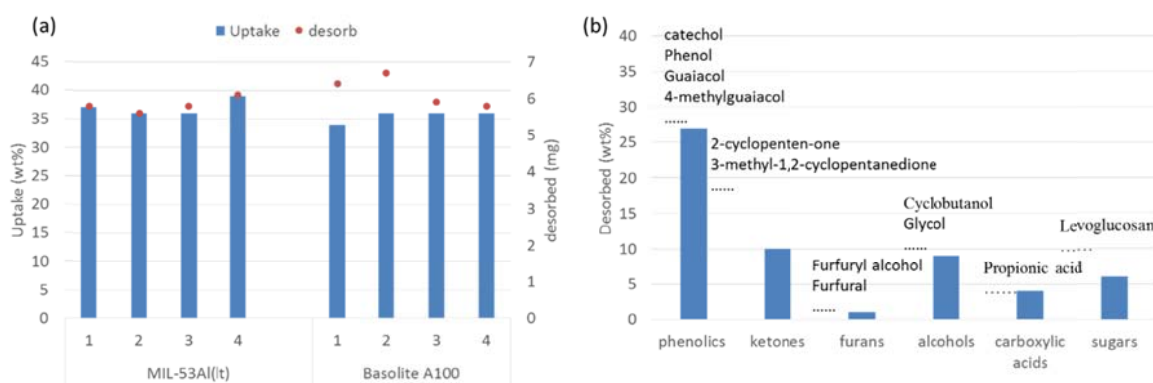 (a)
Uptake
desorb
45
40
35
30
25
20
15
10
5
0
Uptake (wt%)
7
6
5
4
3
2
1
0
desorbed (mg)
1 2 3 4 1 2 3 4
MIL-53Al(lt) Basolite A100
(b)
40
35
30
25
20
15
10
5
0
Desorbed (wt%)
catechol
Phenol
Guaiacol
4-methylguaiacol
......
2-cyclopenten-one
3-methyl-1,2-cyclopentanedione
......
Furfuryl alcohol
Furfural
......
Cyclobutanol
Glycol
......
Propionic acid
......
Levoglucosan
......
phenolics ketones furans alcohols carboxylic acids sugars